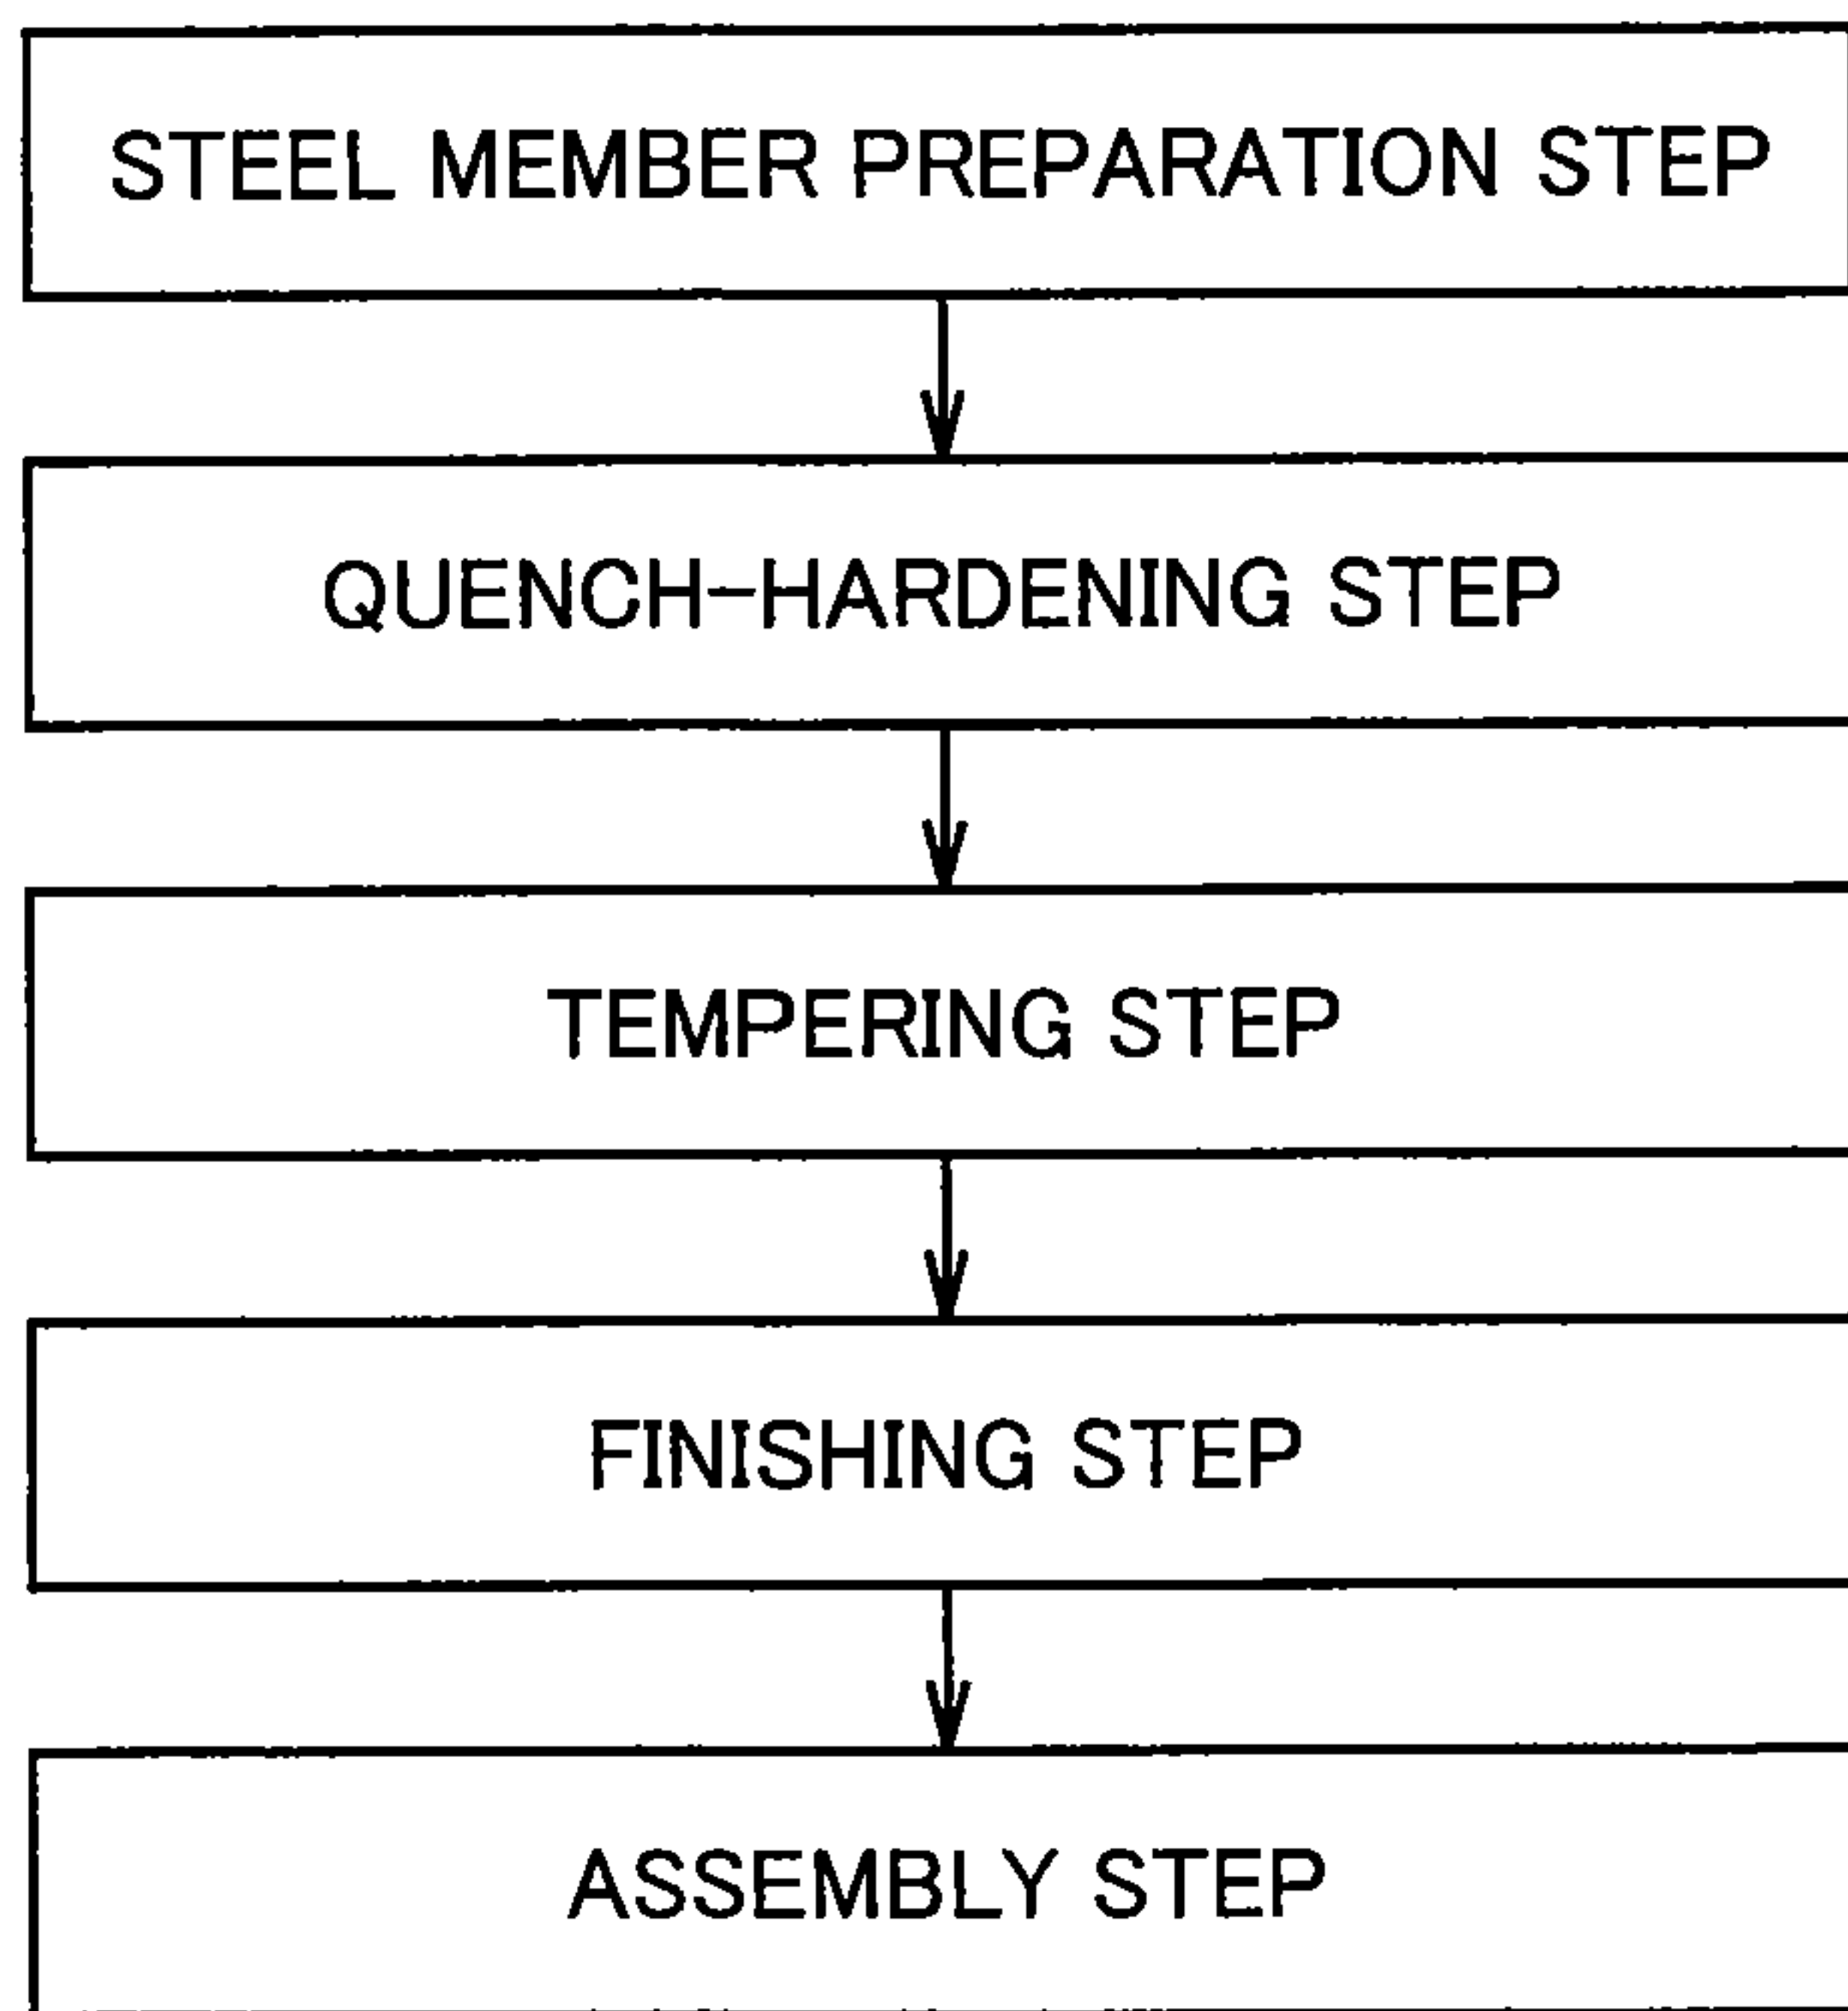 STEEL MEMBER PREPARATION STEP
QUENCH-HARDENING STEP
TEMPERING STEP
FINISHING STEP
ASSEMBLY STEP